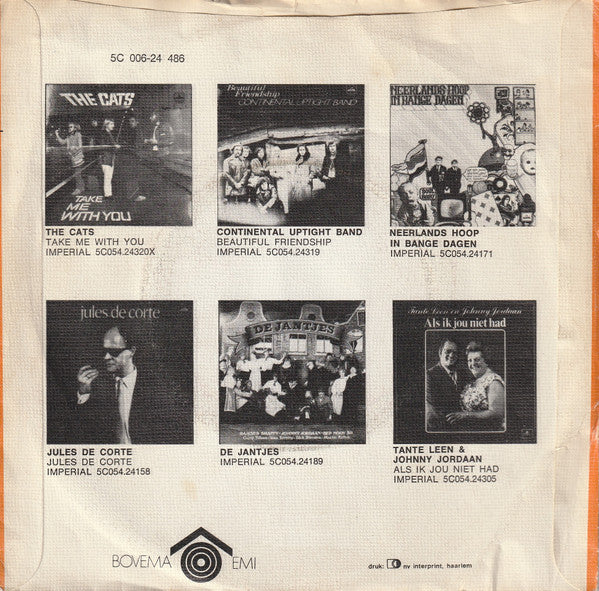 5C 006-24 486
THE CATS
TAKE
ME
WITH YOU
Beautiful
Friendship
CONTINENTAL UPTIGHT BAND
NEERLANDS HOOP
IN BANGE DAGEN
THE CATS
TAKE ME WITH YOU
IMPERIAL 5C054.24320X
CONTINENTAL UPTIGHT BAND
BEAUTIFUL FRIENDSHIP
IMPERIAL 5C054.24319
NEERLANDS HOOP
IN BANGE DAGEN
IMPERIAL 5C054.24171
jules de corte
DE JANTJES
Tante Leen en Johnny Jordaan
Als ik jou niet had
JULES DE CORTE
JULES DE CORTE
IMPERIAL 5C054.24158
DE JANTJES
IMPERIAL 5C054.24189
TANTE LEEN &
JOHNNY JORDAAN
ALS IK JOU NIET HAD
IMPERIAL 5C054.24305
BOVEMA EMI
druk: nv interprint, haarlem